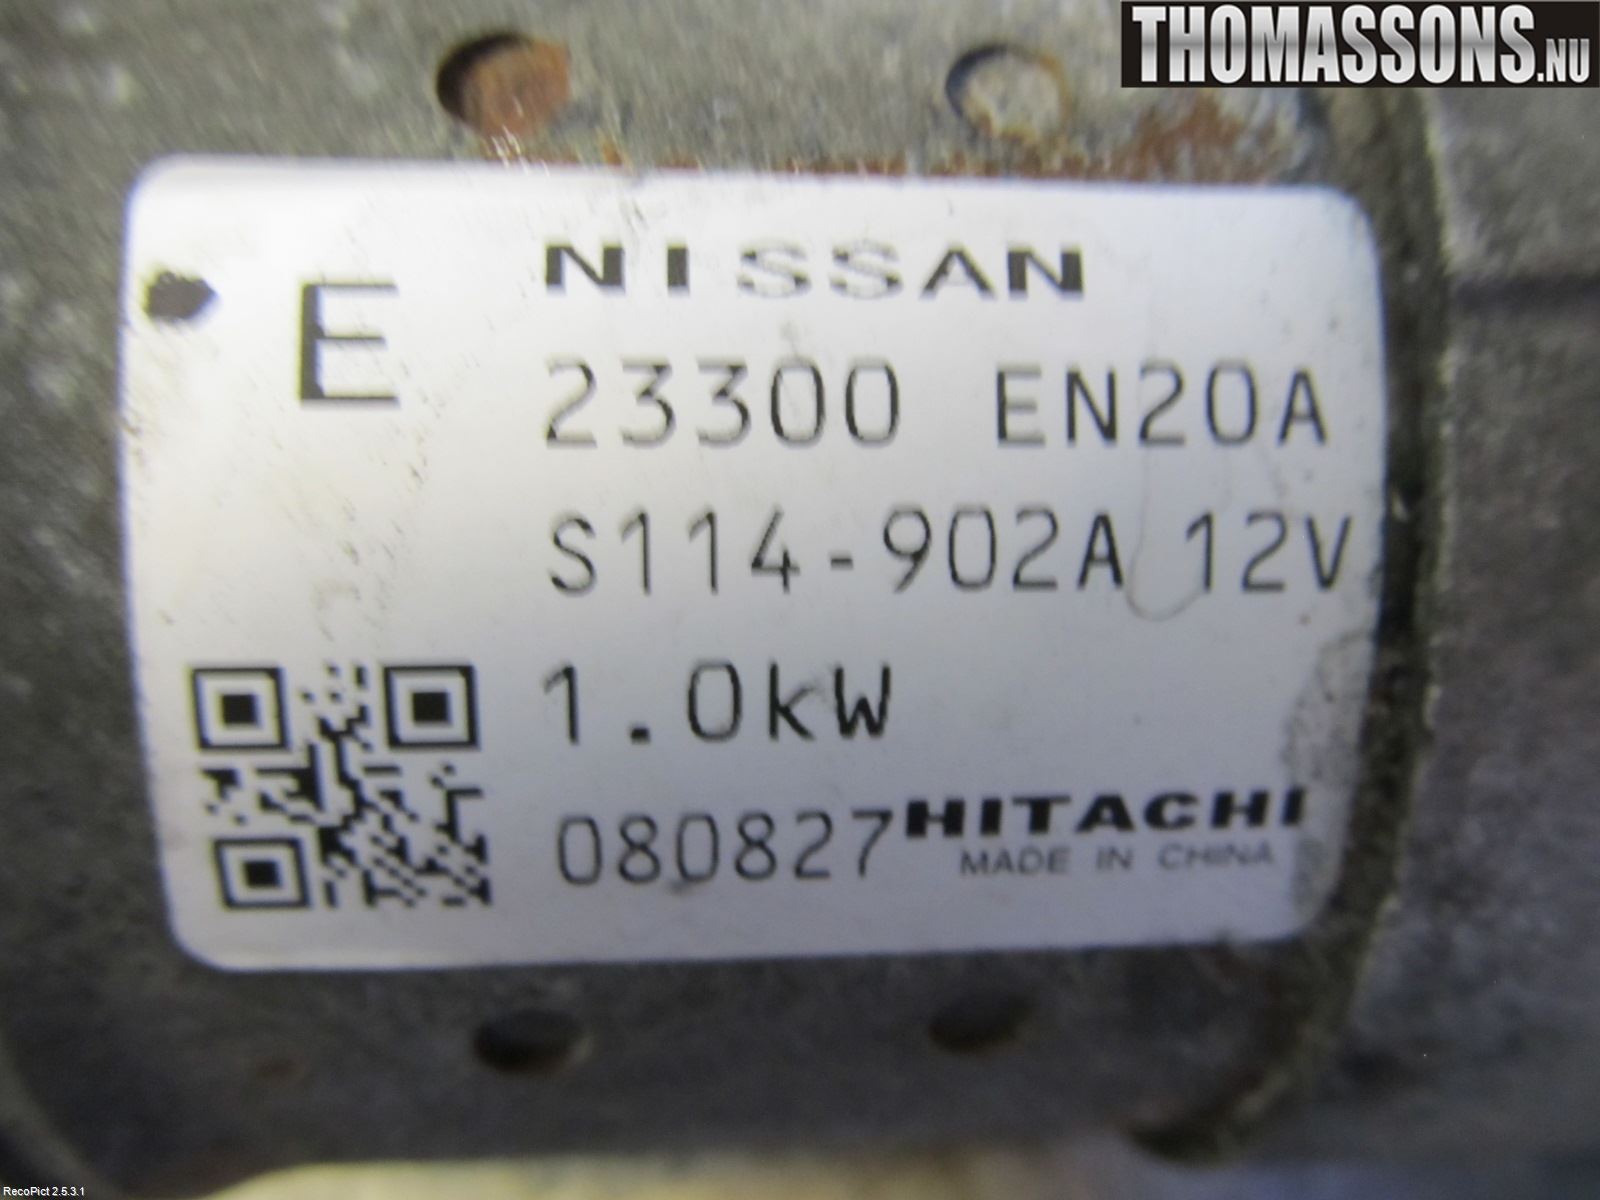 THOMASSONS.NU
E
NISSAN
23300 EN20A
S114-902A 12V
1.0kW
080827 HITACHI
MADE IN CHINA
RecoPict 2.5.3.1